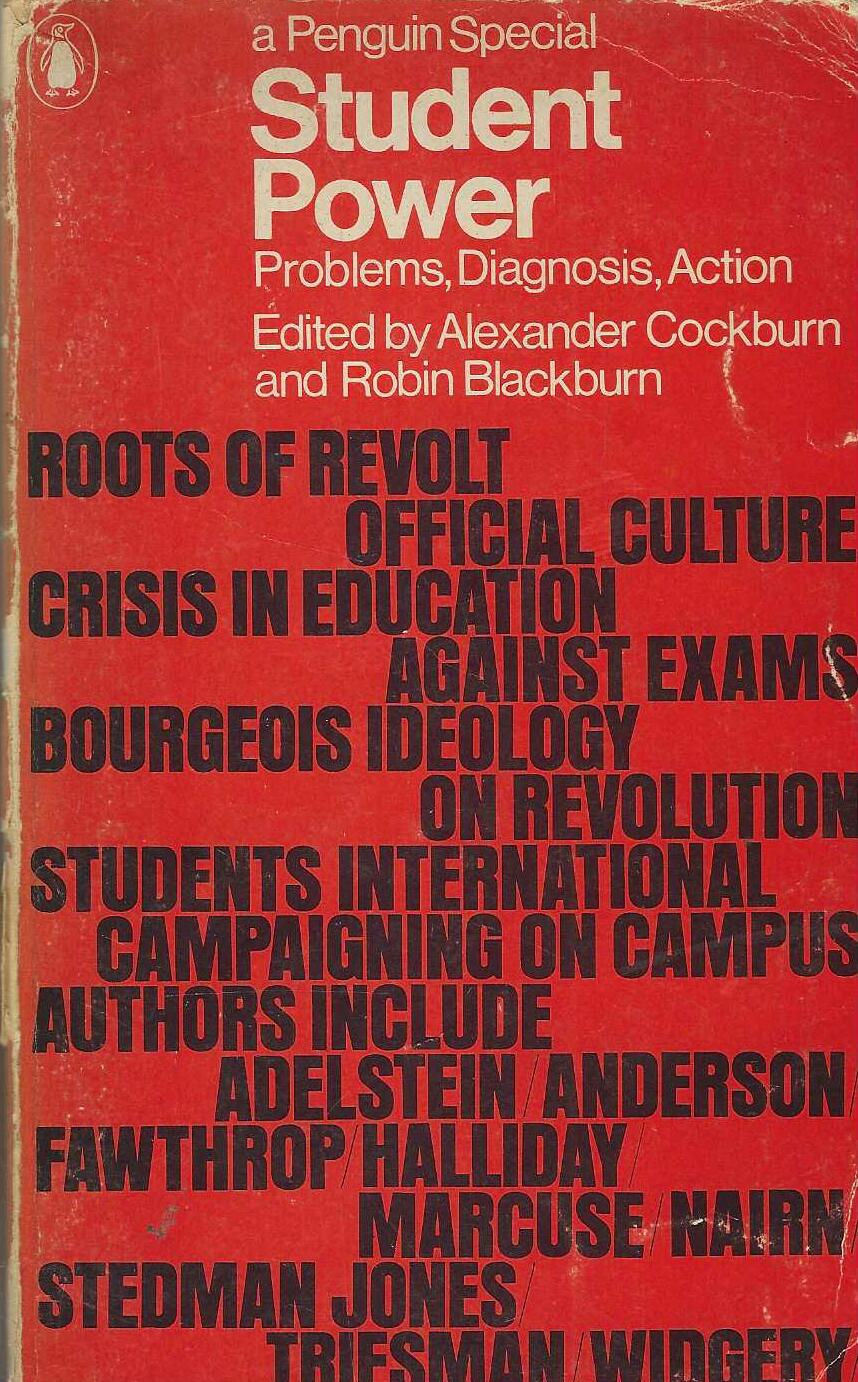 a Penguin Special
Student
Power
Problems, Diagnosis, Action
Edited by Alexander Cockburn
and Robin Blackburn
ROOTS OF REVOLT
OFFICIAL CULTURE
CRISIS IN EDUCATION
AGAINST EXAMS
BOURGEOIS IDEOLOGY
ON REVOLUTION
STUDENTS INTERNATIONAL
CAMPAIGNING ON CAMPUS
AUTHORS INCLUDE
ADELSTEIN/ANDERSON/
FAWTHROP/HALLIDAY/
MARCUSE/NAIRN/
STEDMAN JONES/
TRIESMAN/WIDGERY/